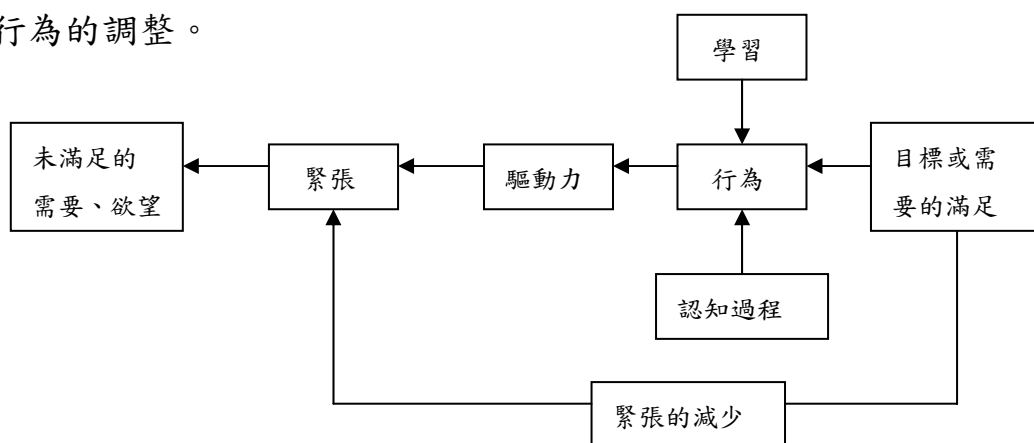 行為的調整。
學習
未滿足的
需要、欲望
緊張
驅動力
行為
目標或需
要的滿足
認知過程
緊張的減少